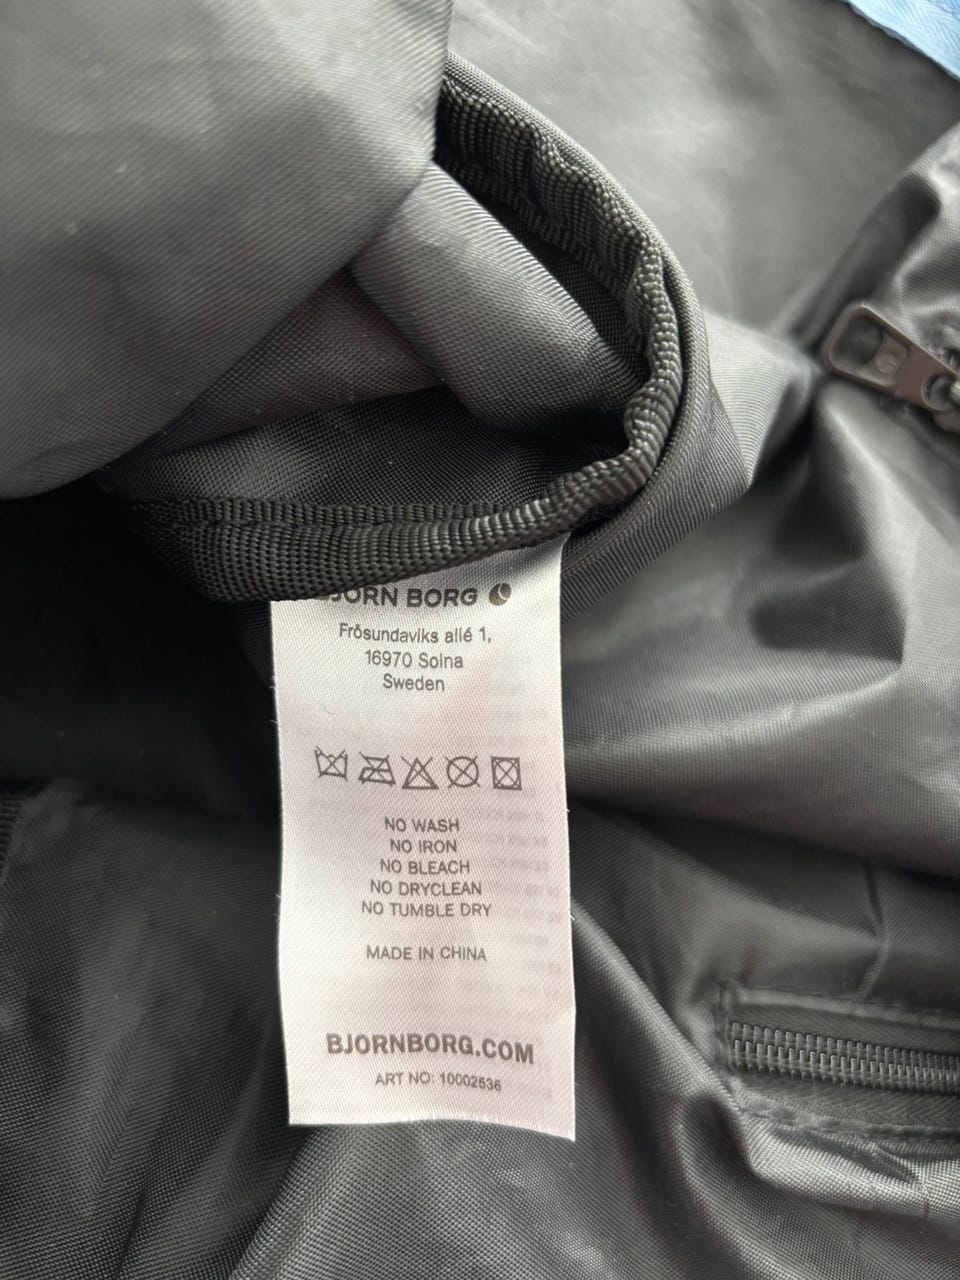 BJORN BORG
Frösundaviks allé 1,
16970 Solna
Sweden
NO WASH
NO IRON
NO BLEACH
NO DRYCLEAN
NO TUMBLE DRY
MADE IN CHINA
BJORNBORG.COM
ART NO: 10002536